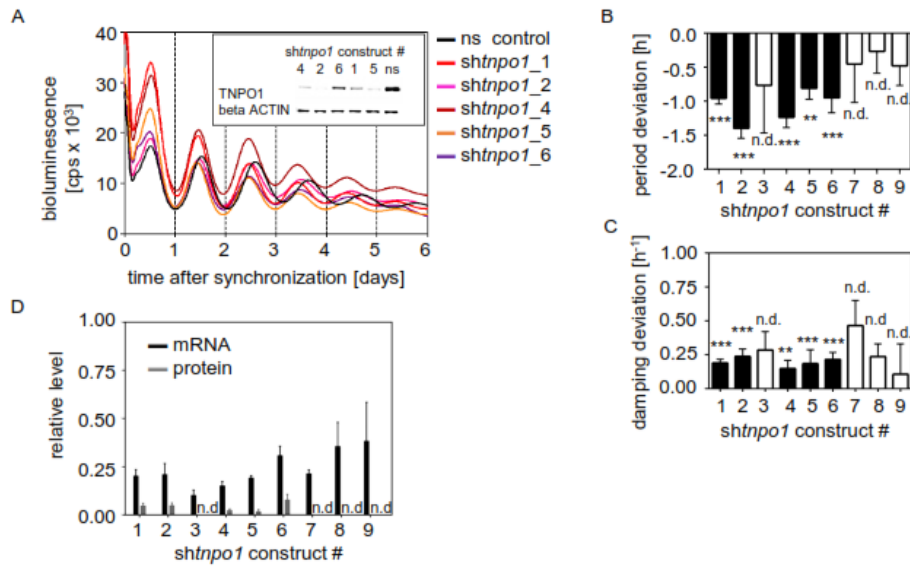 A
40
30
20
10
0
bioluminescence
[cps x 10³]
0
1
2
3
4
5
6
time after synchronization [days]
shtnpo1 construct #
4 2 6 1 5 ns
TNPO1
beta ACTIN
ns control
shtnpo1_1
shtnpo1_2
shtnpo1_4
shtnpo1_5
shtnpo1_6
B
0.0
-0.5
-1.0
-1.5
-2.0
period deviation [h]
*** *** n.d. *** ** *** n.d. n.d. n.d.
1 2 3 4 5 6 7 8 9
shtnpo1 construct #
C
1.00
0.75
0.50
0.25
0.00
damping deviation [h⁻¹]
*** *** n.d. ** *** *** n.d. n.d n.d.
1 2 3 4 5 6 7 8 9
shtnpo1 construct #
D
1.00
0.75
0.50
0.25
0.00
relative level
mRNA
protein
n.d n.d n.d n.d
1 2 3 4 5 6 7 8 9
shtnpo1 construct #